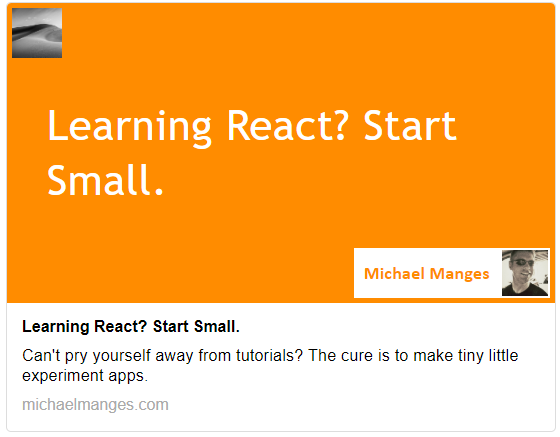 Learning React? Start
Small.
Michael Manges
Learning React? Start Small.
Can't pry yourself away from tutorials? The cure is to make tiny little
experiment apps.
michaelmanges.com